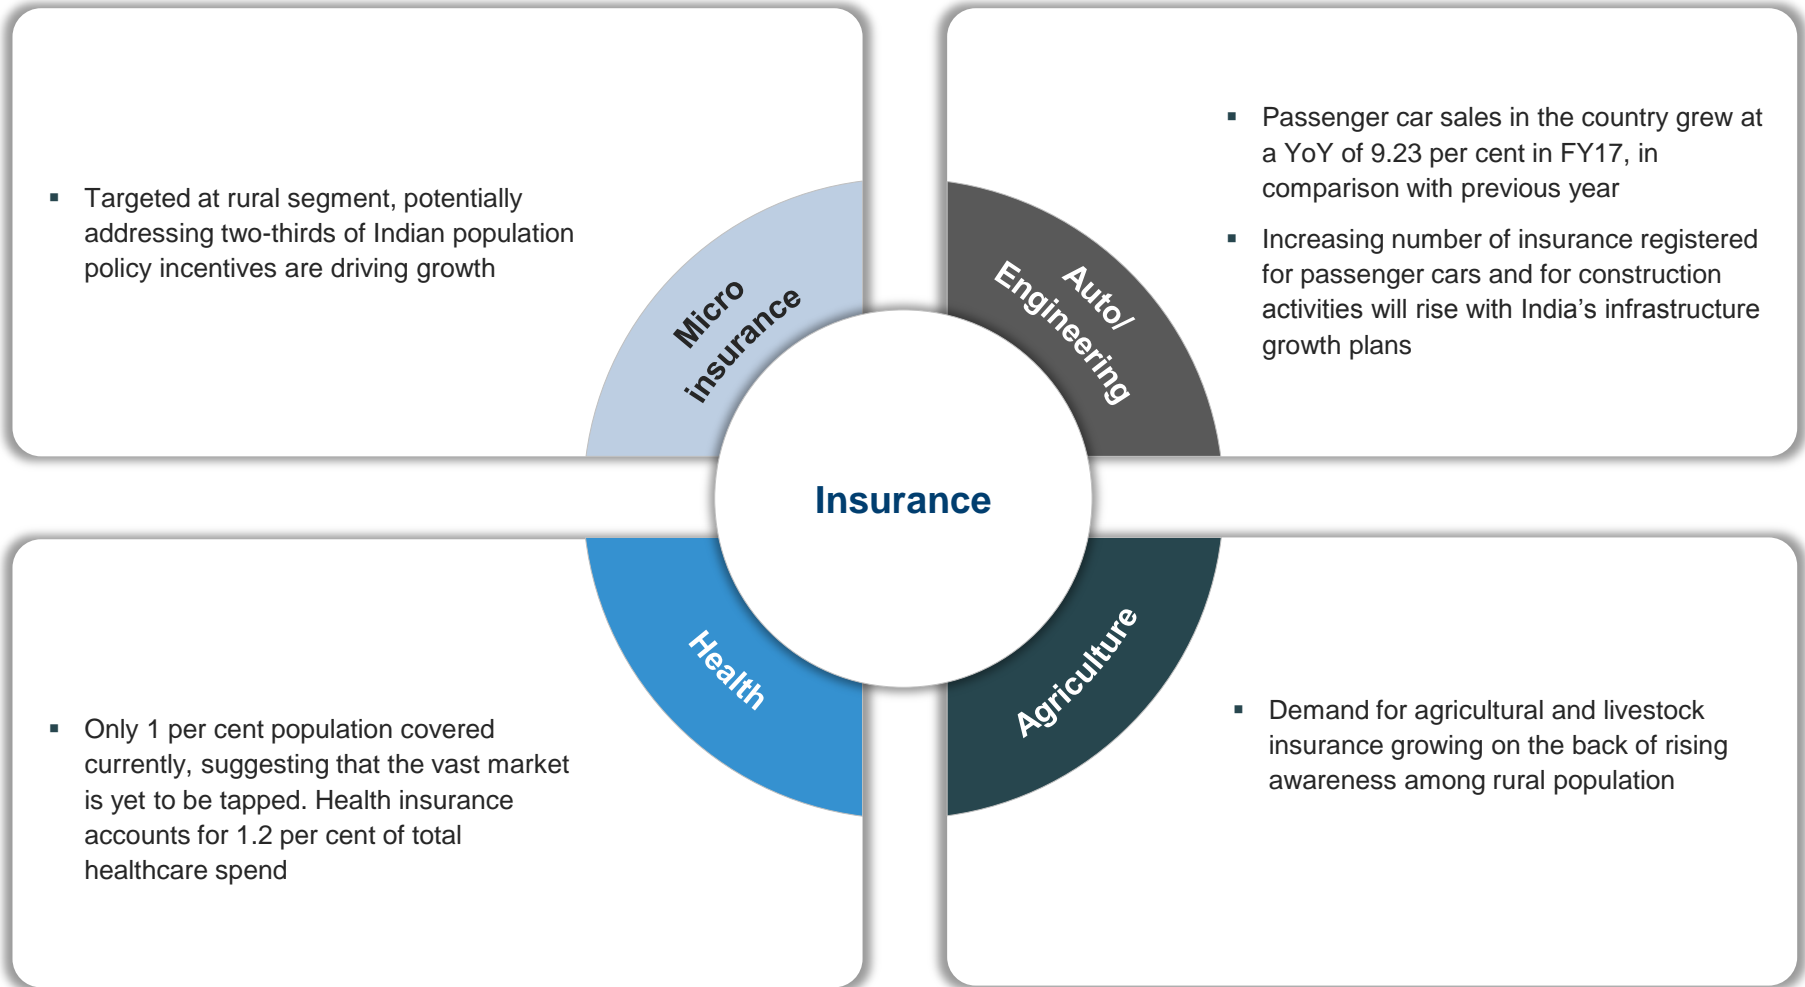 ▪ Targeted at rural segment, potentially
addressing two-thirds of Indian population
policy incentives are driving growth
Micro
insurance
Auto/
Engineering
▪ Passenger car sales in the country grew at
a YoY of 9.23 per cent in FY17, in
comparison with previous year
▪ Increasing number of insurance registered
for passenger cars and for construction
activities will rise with India’s infrastructure
growth plans
Insurance
▪ Only 1 per cent population covered
currently, suggesting that the vast market
is yet to be tapped. Health insurance
accounts for 1.2 per cent of total
healthcare spend
Health
Agriculture
▪ Demand for agricultural and livestock
insurance growing on the back of rising
awareness among rural population